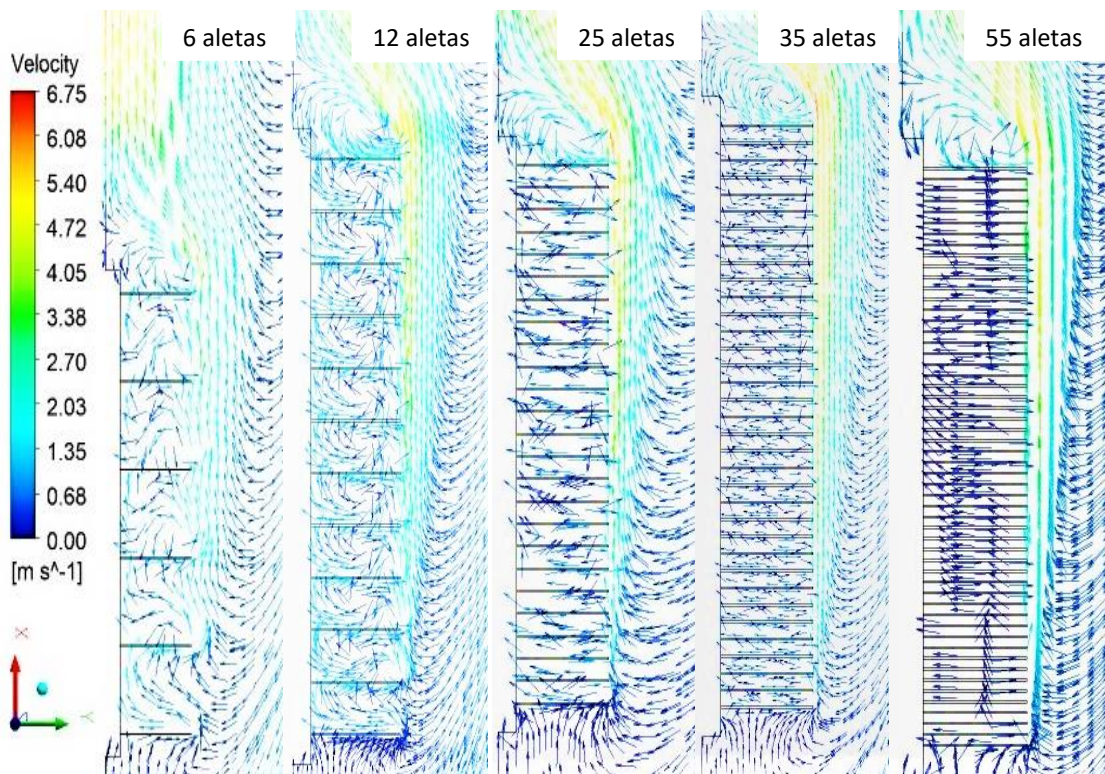 6 aletas
12 aletas
25 aletas
35 aletas
55 aletas
Velocity
6.75
6.08
5.40
4.72
4.05
3.38
2.70
2.03
1.35
0.68
0.00
[m s^-1]
X
Y